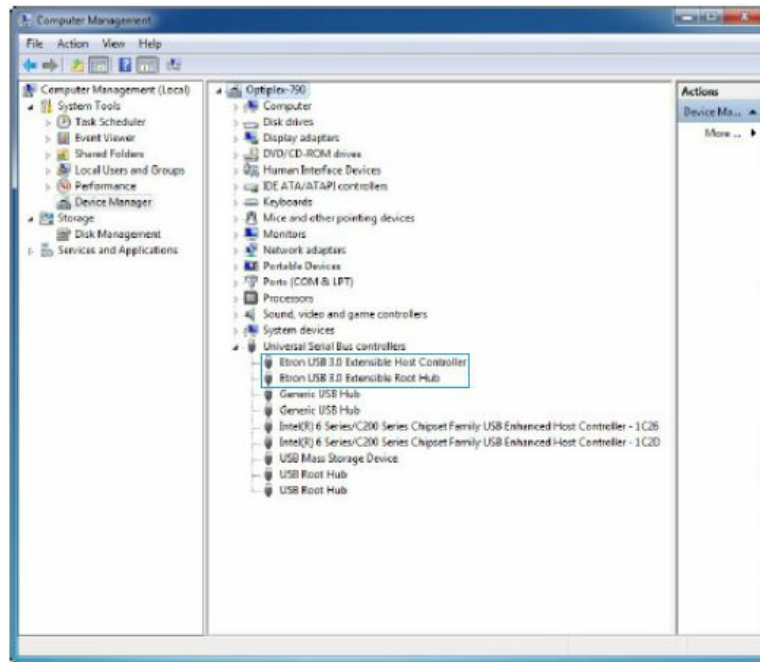 Computer Management
File Action View Help
Computer Management (Local)
System Tools
Task Scheduler
Event Viewer
Shared Folders
Local Users and Groups
Performance
Device Manager
Storage
Disk Management
Services and Applications
Optiplex-790
Computer
Disk drives
Display adapters
DVD/CD-ROM drives
Human Interface Devices
IDE ATA/ATAPI controllers
Keyboards
Mice and other pointing devices
Monitors
Network adapters
Portable Devices
Ports (COM & LPT)
Processors
Sound, video and game controllers
System devices
Universal Serial Bus controllers
Etron USB 3.0 Extensible Host Controller
Etron USB 3.0 Extensible Root Hub
Generic USB Hub
Generic USB Hub
Intel(R) 6 Series/C200 Series Chipset Family USB Enhanced Host Controller - 1C26
Intel(R) 6 Series/C200 Series Chipset Family USB Enhanced Host Controller - 1C2D
USB Mass Storage Device
USB Root Hub
USB Root Hub
Actions
Device Ma...
More ...